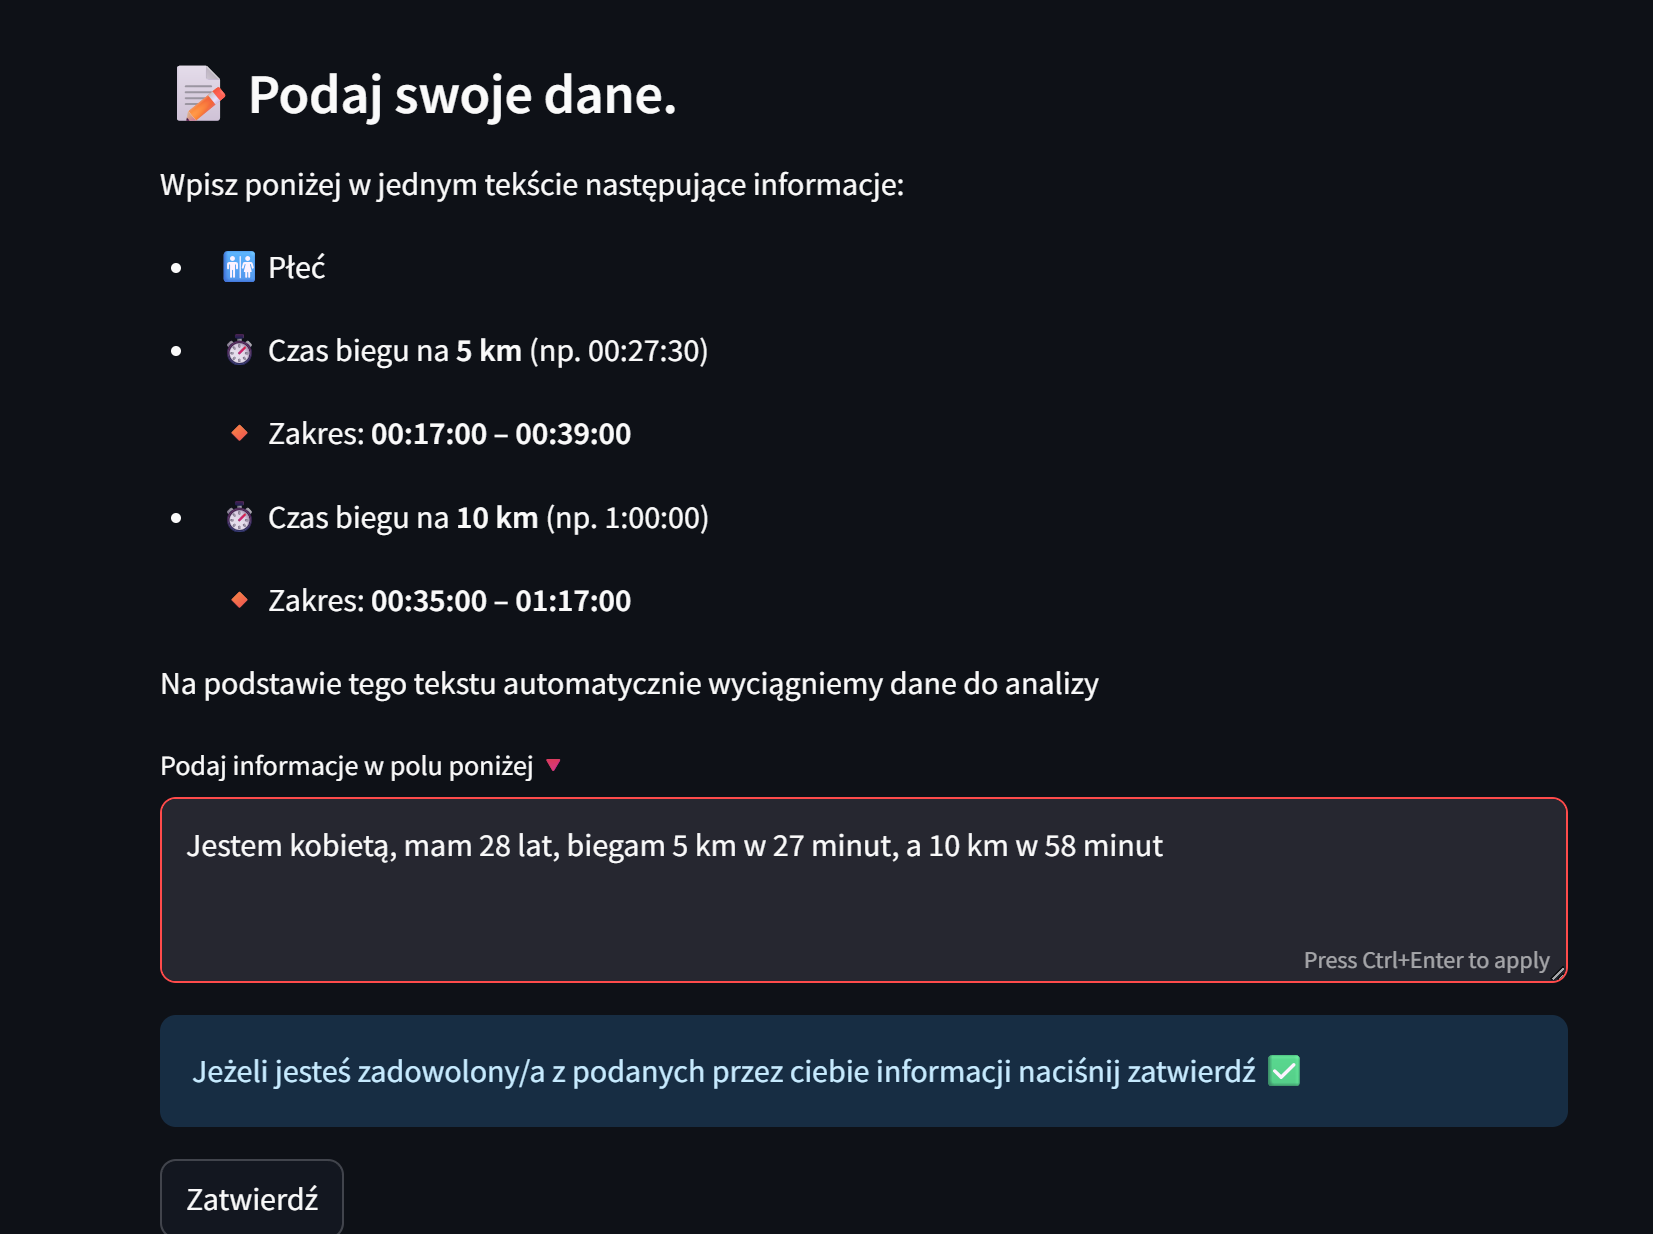 Podaj swoje dane.
Wpisz poniżej w jednym tekście następujące informacje:
Płeć
Czas biegu na 5 km (np. 00:27:30)
Zakres: 00:17:00 – 00:39:00
Czas biegu na 10 km (np. 1:00:00)
Zakres: 00:35:00 – 01:17:00
Na podstawie tego tekstu automatycznie wyciągniemy dane do analizy
Podaj informacje w polu poniżej
Jestem kobietą, mam 28 lat, biegam 5 km w 27 minut, a 10 km w 58 minut
Press Ctrl+Enter to apply
Jeżeli jesteś zadowolony/a z podanych przez ciebie informacji naciśnij zatwierdź
Zatwierdź